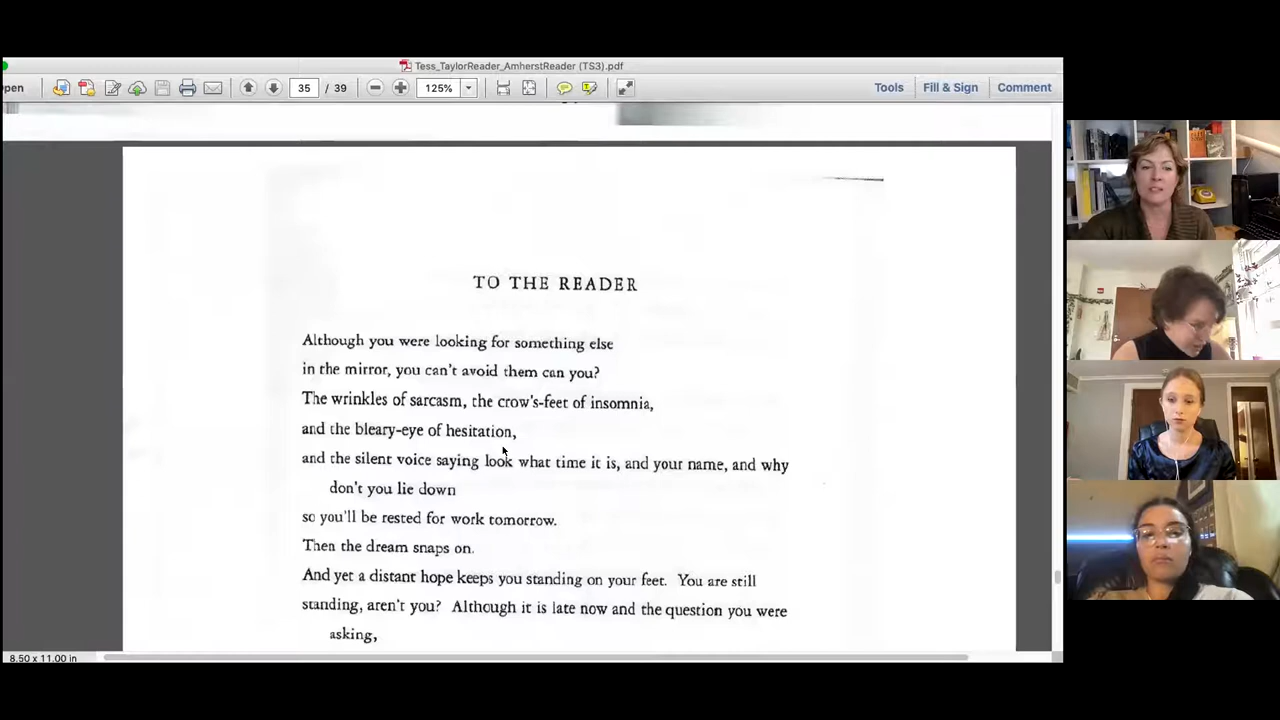 Tess_TaylorReader_AmherstReader (TS3).pdf
pen
35 / 39
125%
Tools
Fill & Sign
Comment
TO THE READER
Although you were looking for something else
in the mirror, you can't avoid them can you?
The wrinkles of sarcasm, the crow's-feet of insomnia,
and the bleary-eye of hesitation,
and the silent voice saying look what time it is, and your name, and why
don't you lie down
so you'll be rested for work tomorrow.
Then the dream snaps on.
And yet a distant hope keeps you standing on your feet. You are still
standing, aren't you? Although it is late now and the question you were
asking,
8.50 x 11.00 in